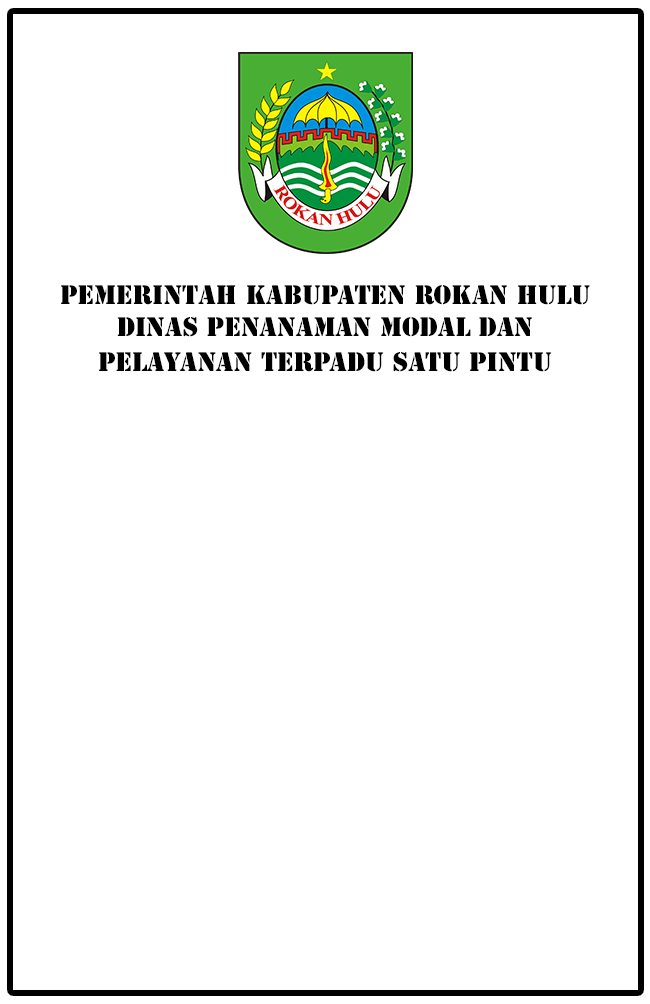 ROKAN HULU
PEMERINTAH KABUPATEN ROKAN HULU
DINAS PENANAMAN MODAL DAN
PELAYANAN TERPADU SATU PINTU